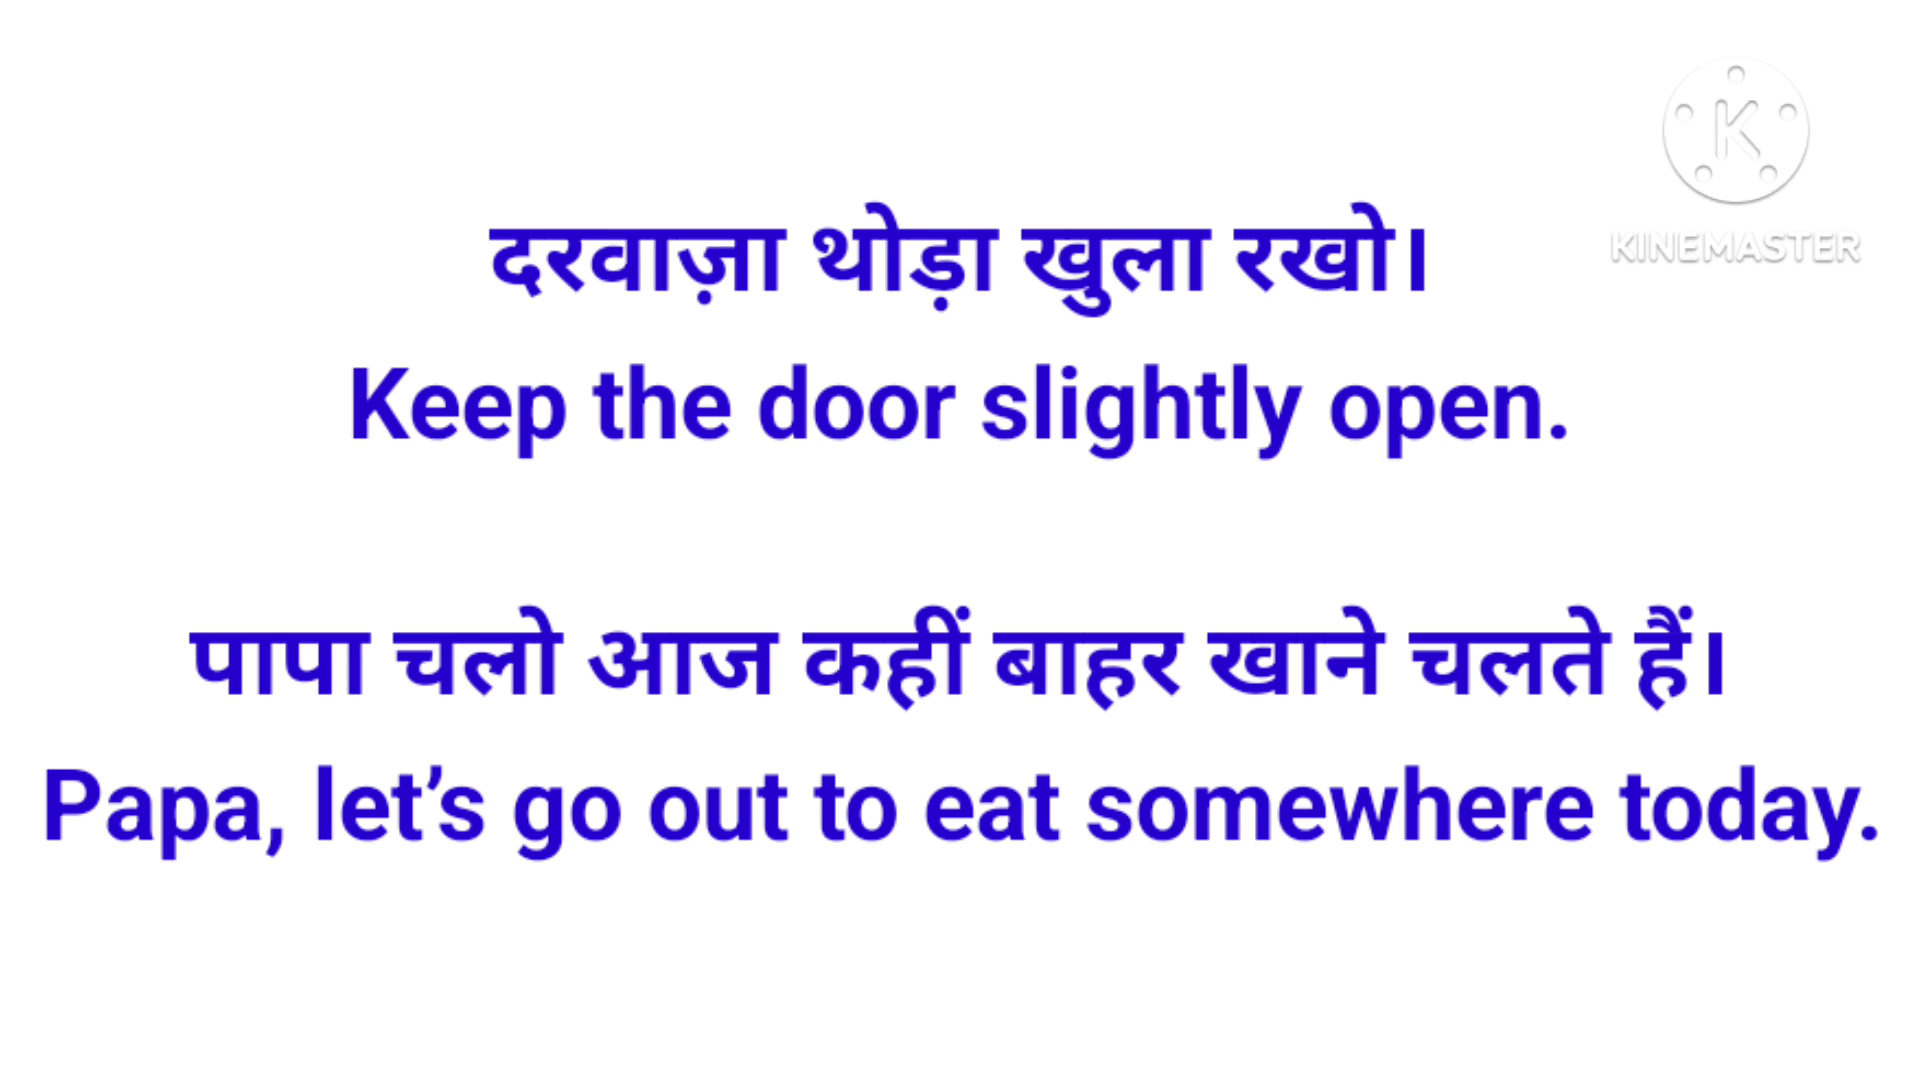 KINEMASTER
दरवाज़ा थोड़ा खुला रखो।
Keep the door slightly open.
पापा चलो आज कहीं बाहर खाने चलते हैं।
Papa, let’s go out to eat somewhere today.